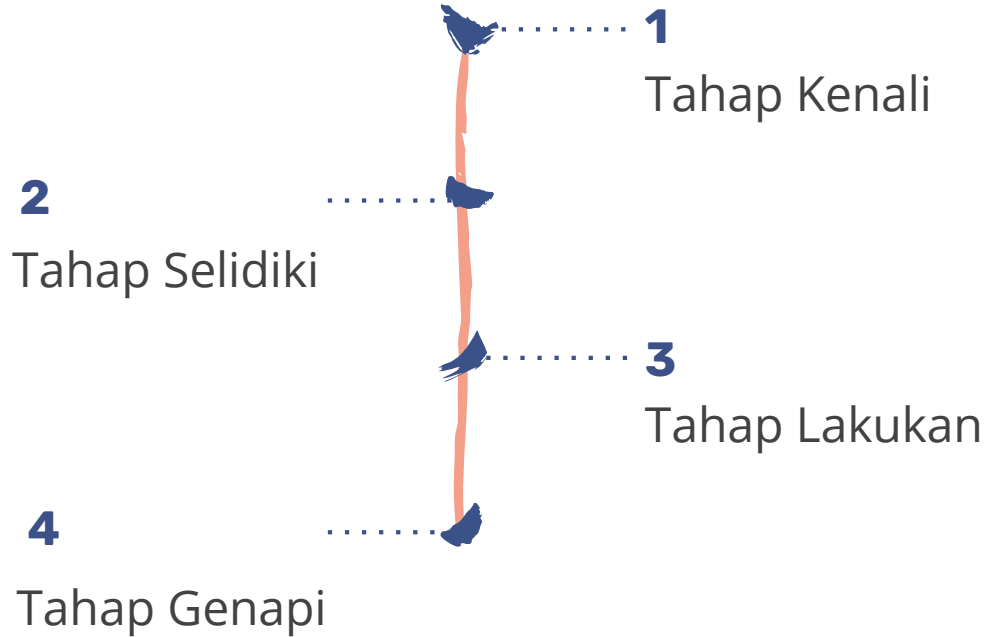 1
Tahap Kenali
2
Tahap Selidiki
3
Tahap Lakukan
4
Tahap Genapi